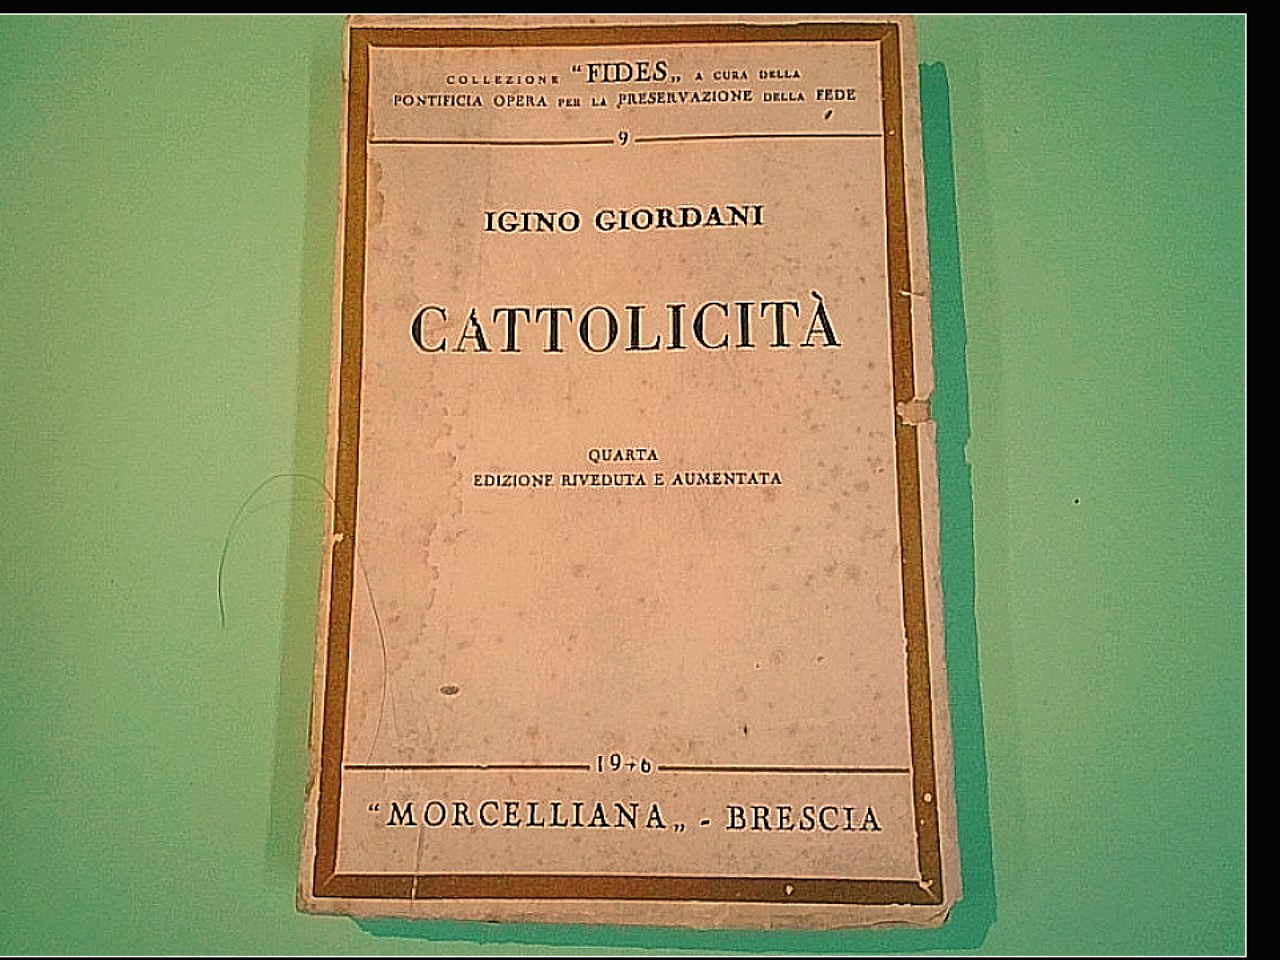 COLLEZIONE “FIDES„ A CURA DELLA
PONTIFICIA OPERA PER LA PRESERVAZIONE DELLA FEDE
9
IGINO GIORDANI
CATTOLICITÀ
QUARTA
EDIZIONE RIVEDUTA E AUMENTATA
1946
“MORCELLIANA„ - BRESCIA